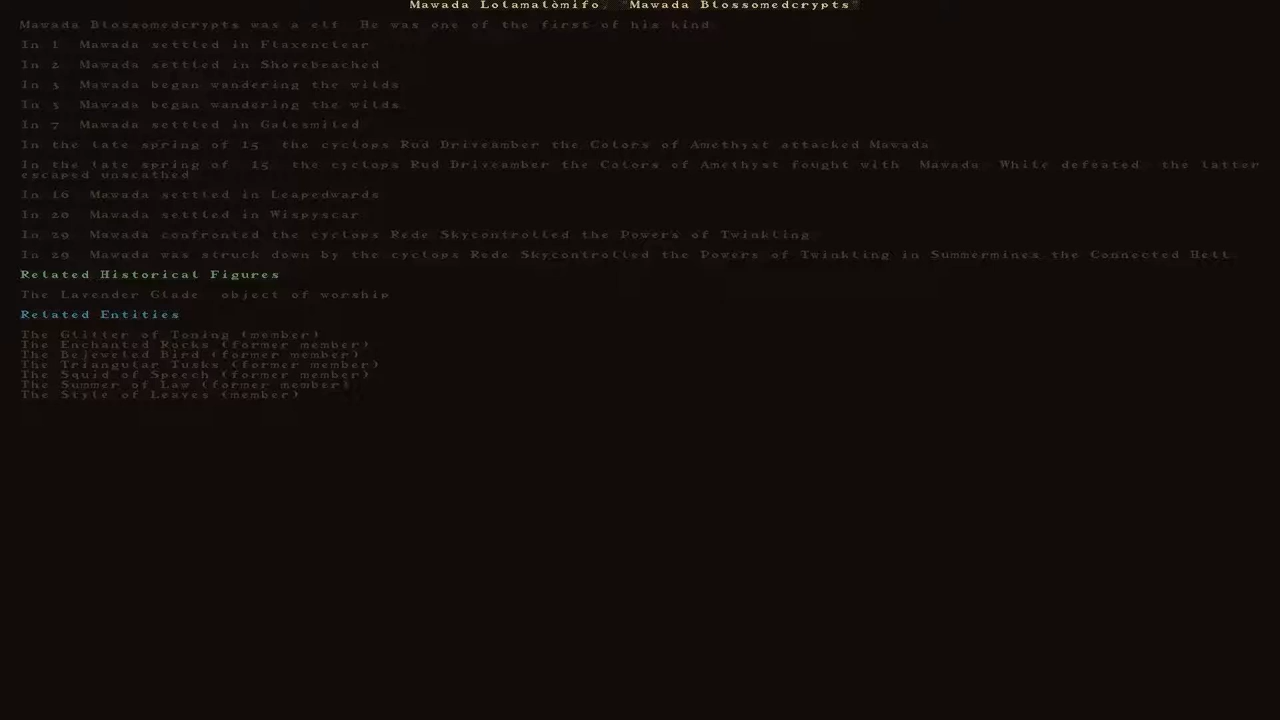 Mawada Lolamalòmifo, "Mawada Blossomedcrypts"
Mawada Blossomedcrypts was a elf. He was one of the first of his kind.
In 1, Mawada settled in Flaxenclear.
In 2, Mawada settled in Shorebeached.
In 3, Mawada began wandering the wilds.
In 5, Mawada began wandering the wilds.
In 7, Mawada settled in Galesmiled.
In the late spring of 15, the cyclops Rud Driveamber the Colors of Amethyst attacked Mawada.
In the late spring of 15, the cyclops Rud Driveamber the Colors of Amethyst fought with Mawada. While defeated, the latter
escaped unscathed.
In 16, Mawada settled in Leapedwards.
In 20, Mawada settled in Wispyscar.
In 29, Mawada confronted the cyclops Rede Skycontrolled the Powers of Twinkling.
In 29, Mawada was struck down by the cyclops Rede Skycontrolled the Powers of Twinkling in Summermines the Connected Hell.
Related Historical Figures
The Lavender Glade, object of worship
Related Entities
The Glitter of Toning (member)
The Enchanted Rocks (former member)
The Bejeweled Bird (former member)
The Triangular Tusks (former member)
The Squid of Speech (former member)
The Summer of Law (former member)
The Style of Leaves (member)